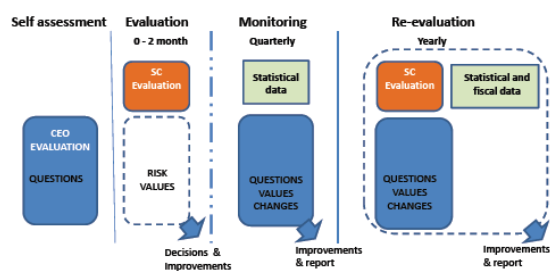 Self assessment
Evaluation
Monitoring
Re-evaluation
0 - 2 month
Quarterly
Yearly
SC
Evaluation
Statistical
data
SC
Evaluation
Statistical and
fiscal data
CEO
EVALUATION
QUESTIONS
RISK
VALUES
QUESTIONS
VALUES
CHANGES
QUESTIONS
VALUES
CHANGES
Decisions &
Improvements
Improvements
& report
Improvements
& report